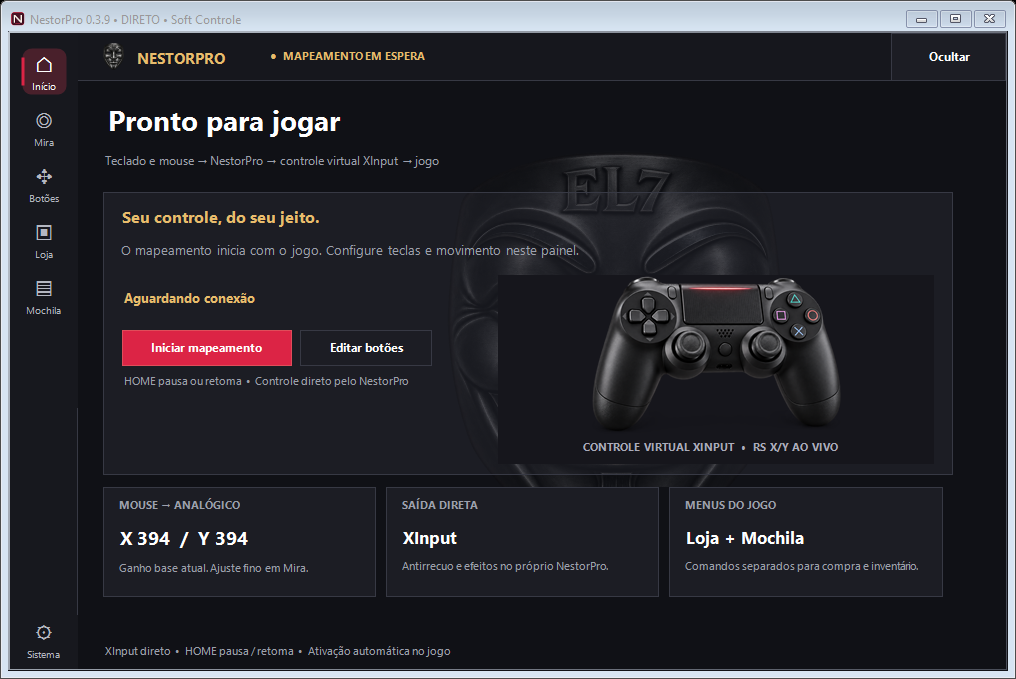 NestorPro 0.3.9 • DIRETO • Soft Controle
NESTORPRO
• MAPEAMENTO EM ESPERA
Ocultar
Início
Mira
Botões
Loja
Mochila
Sistema
Pronto para jogar
Teclado e mouse → NestorPro → controle virtual XInput → jogo
EL7
Seu controle, do seu jeito.
O mapeamento inicia com o jogo. Configure teclas e movimento neste painel.
Aguardando conexão
Iniciar mapeamento
Editar botões
HOME pausa ou retoma • Controle direto pelo NestorPro
CONTROLE VIRTUAL XINPUT • RS X/Y AO VIVO
MOUSE → ANALÓGICO
X 394 / Y 394
Ganho base atual. Ajuste fino em Mira.
SAÍDA DIRETA
XInput
Antirrecuo e efeitos no próprio NestorPro.
MENUS DO JOGO
Loja + Mochila
Comandos separados para compra e inventário.
XInput direto • HOME pausa / retoma • Ativação automática no jogo